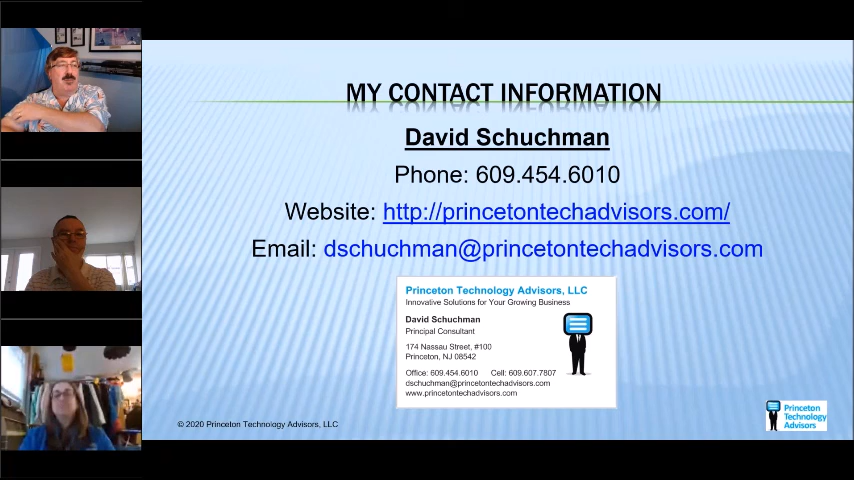 MY CONTACT INFORMATION
David Schuchman
Phone: 609.454.6010
Website: http://princetontechadvisors.com/
Email: dschuchman@princetontechadvisors.com
Princeton Technology Advisors, LLC
Innovative Solutions for Your Growing Business
David Schuchman
Principal Consultant
174 Nassau Street, #100
Princeton, NJ 08542
Office: 609.454.6010 Cell: 609.607.7807
dschuchman@princetontechadvisors.com
www.princetontechadvisors.com
© 2020 Princeton Technology Advisors, LLC
Princeton
Technology
Advisors